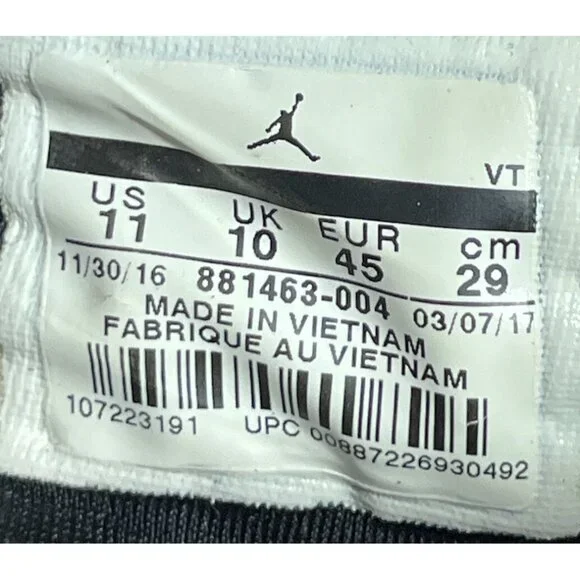 VT
US UK EUR cm
11 10 45 29
11/30/16 881463-004 03/07/17
MADE IN VIETNAM
FABRIQUE AU VIETNAM
107223191 UPC 00887226930492